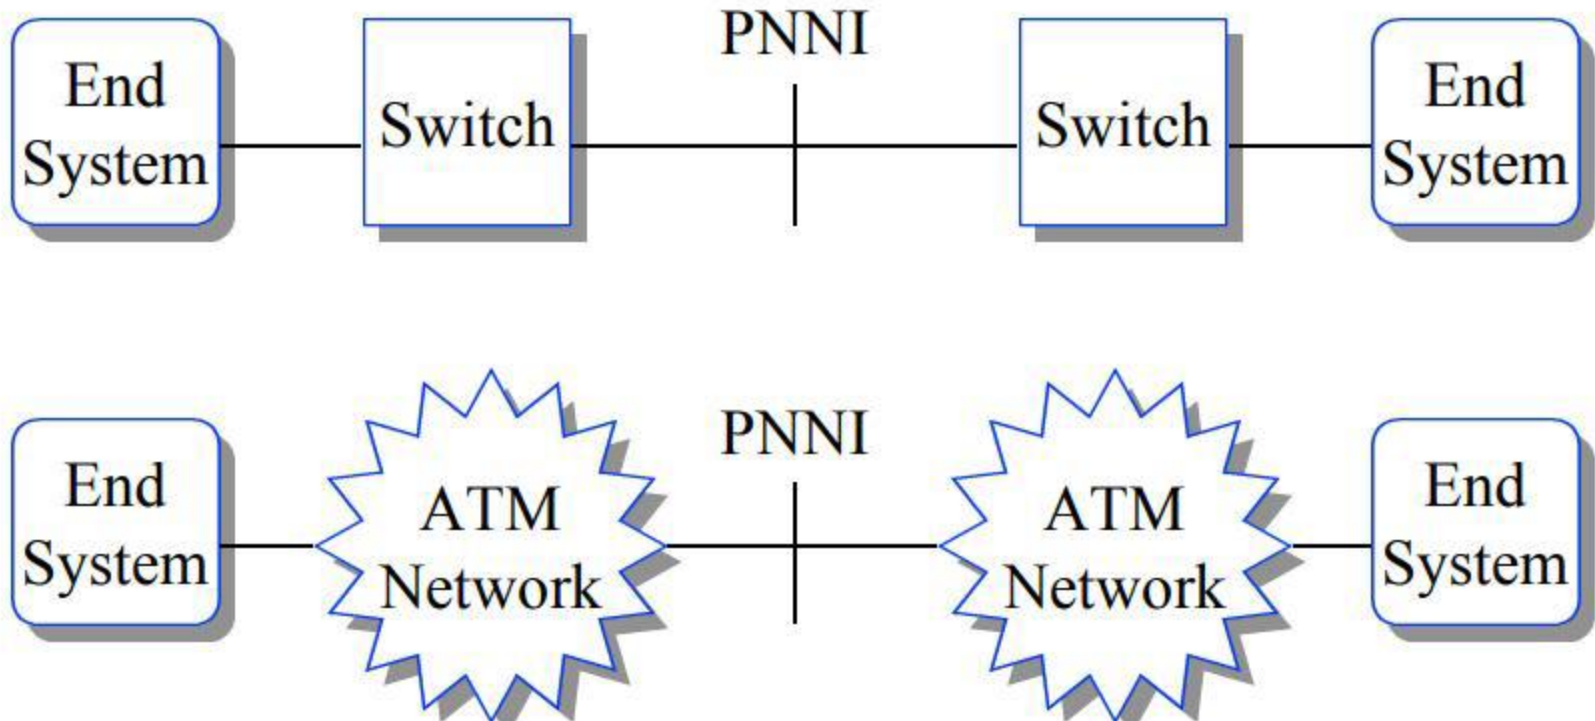 PNNI
End
System
Switch
Switch
End
System
PNNI
End
System
ATM
Network
ATM
Network
End
System